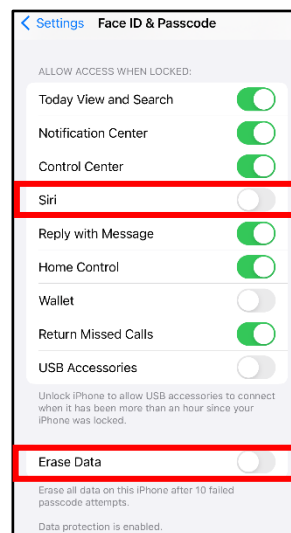 Settings Face ID & Passcode
ALLOW ACCESS WHEN LOCKED:
Today View and Search
Notification Center
Control Center
Siri
Reply with Message
Home Control
Wallet
Return Missed Calls
USB Accessories
Unlock iPhone to allow USB accessories to connect
when it has been more than an hour since your
iPhone was locked.
Erase Data
Erase all data on this iPhone after 10 failed
passcode attempts.
Data protection is enabled.